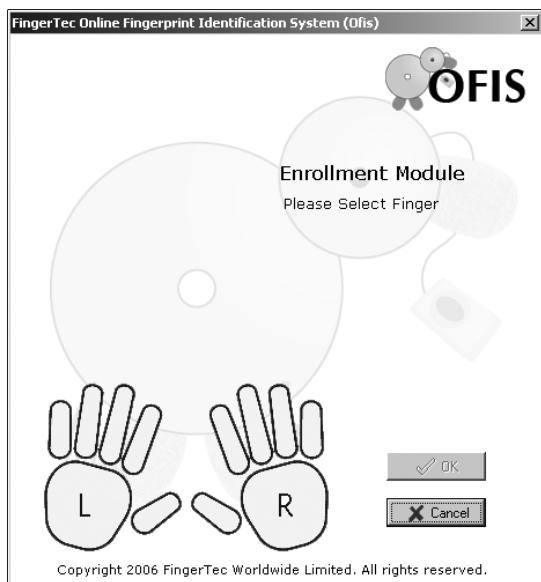 FingerTec Online Fingerprint Identification System (Ofis)
OFIS
Enrollment Module
Please Select Finger
L
R
OK
Cancel
Copyright 2006 FingerTec Worldwide Limited. All rights reserved.